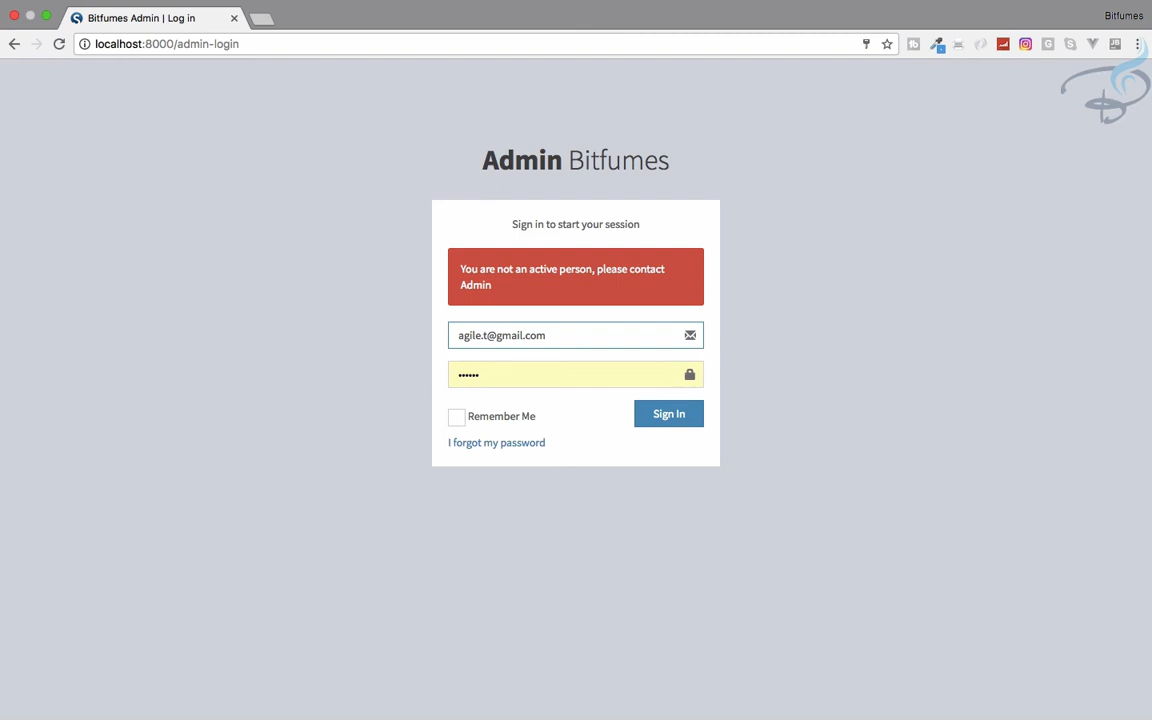 Bitfumes Admin | Log in
Bitfumes
localhost:8000/admin-login
Admin Bitfumes
Sign in to start your session
You are not an active person, please contact
Admin
agile.t@gmail.com
••••••
Remember Me
Sign In
I forgot my password